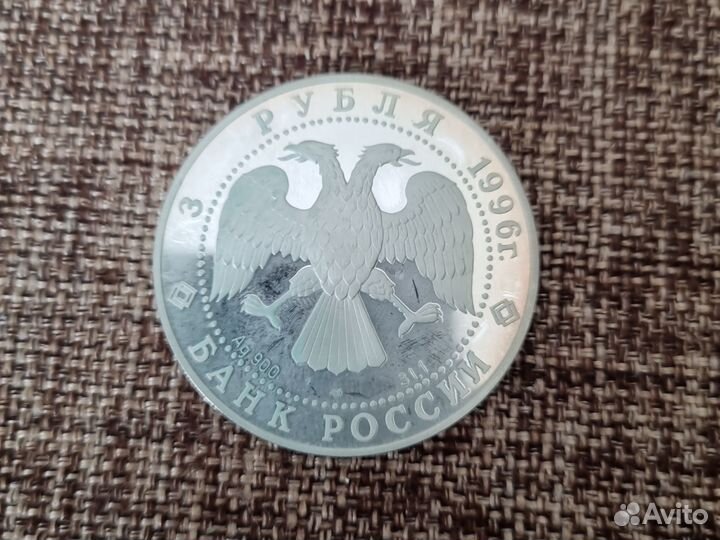 3 РУБЛЯ 1996г.
Ag 900
31,1
БАНК РОССИИ
Avito